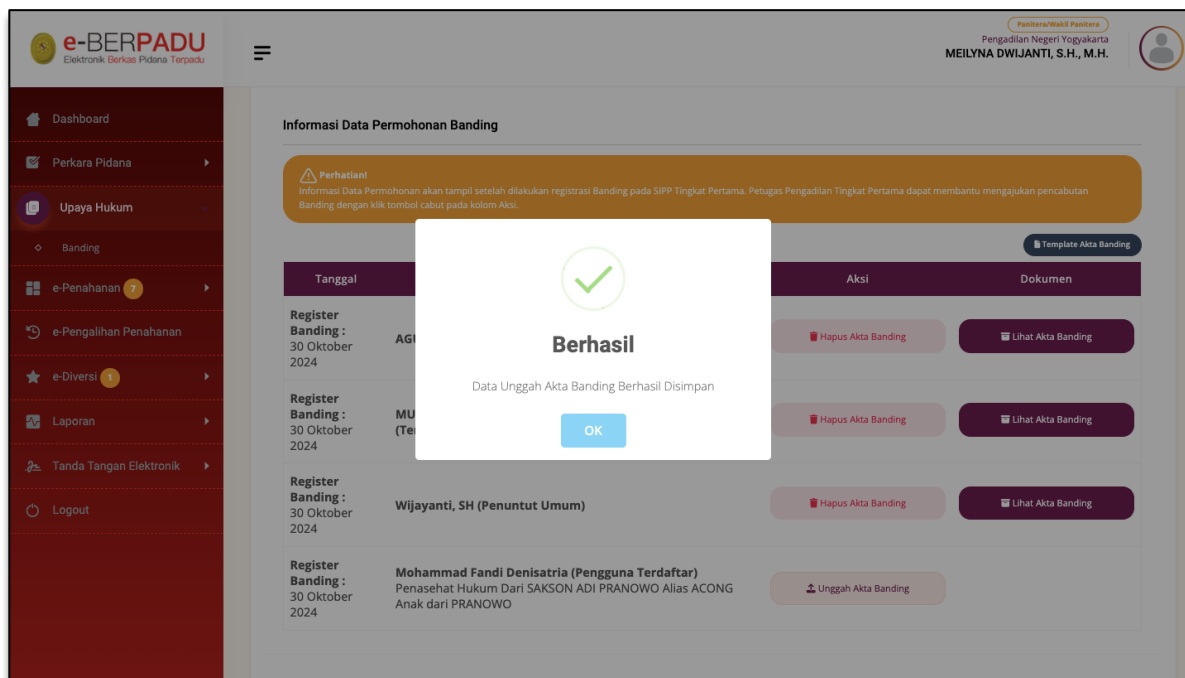 e-BERPADU
Elektronik Berkas Pidana Terpadu
Panitera/Wakil Panitera
Pengadilan Negeri Yogyakarta
MEILYNA DWIJANTI, S.H., M.H.
Dashboard
Perkara Pidana
Upaya Hukum
Banding
e-Penahanan 7
e-Pengalihan Penahanan
e-Diversi 1
Laporan
Tanda Tangan Elektronik
Logout
Informasi Data Permohonan Banding
Perhatian!
Informasi Data Permohonan akan tampil setelah dilakukan registrasi Banding pada SIPP Tingkat Pertama. Petugas Pengadilan Tingkat Pertama dapat membantu mengajukan pencabutan
Banding dengan klik tombol cabut pada kolom Aksi.
Template Akta Banding
Tanggal Aksi Dokumen
Register
Banding :
30 Oktober
2024
Hapus Akta Banding Lihat Akta Banding
Register
Banding :
30 Oktober
2024
Hapus Akta Banding Lihat Akta Banding
Register
Banding :
30 Oktober
2024
Wijayanti, SH (Penuntut Umum)
Hapus Akta Banding Lihat Akta Banding
Register
Banding :
30 Oktober
2024
Mohammad Fandi Denisatria (Pengguna Terdaftar)
Penasehat Hukum Dari SAKSON ADI PRANOWO Alias ACONG
Anak dari PRANOWO
Unggah Akta Banding
Berhasil
Data Unggah Akta Banding Berhasil Disimpan
OK